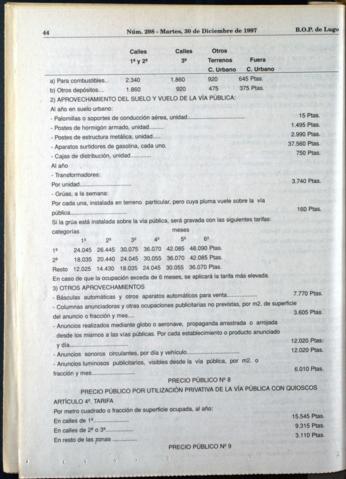 44 Núm. 298 - Martes, 30 de Diciembre de 1997 B.O.P. de Lugo
Calles Calles Otros
1ª y 2ª 3ª Terrenos Fuera
C. Urbano C. Urbano
a) Para combustibles.. 2.340 1.860 920 645 Ptas.
b) Otros depósitos.... 1.860 920 475 375 Ptas.
2) APROVECHAMIENTO DEL SUELO Y VUELO DE LA VÍA PÚBLICA:
Año en suelo urbano:
- Palomillas o soportes de conducción aérea, unidad.................... 15 Ptas.
- Postes de hormigón armado, unidad........ 1.495 Ptas.
- Postes de estructura metálica, unidad..... 2.990 Ptas.
- Aparatos surtidores de gasolina, cada uno. 37.560 Ptas.
- Cajas de distribución, unidad............ 750 Ptas.
Al año
- Transformadores:
Por unidad.................... 3.740 Ptas.
- Grúas, a la semana:
Por cada una, instalada en terreno particular, pero cuya pluma vuele sobre la vía
pública.................... 160 Ptas.
Si la grúa está instalada sobre la vía pública, será gravada con las siguientes tarifas:
categorías meses
1º 2º 3º 4º 5º 6º
1ª 24.045 26.445 30.075 36.070 42.085 48.090 Ptas.
2ª 18.035 20.440 24.045 30.055 36.070 42.085 Ptas.
Resto 12.025 14.430 18.035 24.045 30.055 36.070 Ptas.
En caso de que la ocupación exceda de 6 meses, se aplicará la tarifa más elevada.
3) OTROS APROVECHAMIENTOS
- Básculas automáticas y otros aparatos automáticos para venta.................... 7.770 Ptas.
- Columnas anunciadoras y otras ocupaciones publicitarias no previstas, por m2. de superficie
del anuncio o fracción y mes.... 3.605 Ptas.
- Anuncios realizados mediante globo o aeronave, propaganda arrastrada o arrojada
desde los mismos a las vías públicas. Por cada establecimiento o producto anunciado
y día.................... 12.020 Ptas.
- Anuncios sonoros circulantes, por día y vehículo.................... 12.020 Ptas.
- Anuncios luminosos publicitarios, visibles desde la vía pública, por m2. o
fracción y mes.................... 6.010 Ptas.
PRECIO PÚBLICO Nº 8
PRECIO PÚBLICO POR UTILIZACIÓN PRIVATIVA DE LA VÍA PÚBLICA CON QUIOSCOS
ARTÍCULO 4º. TARIFA
Por metro cuadrado o fracción de superficie ocupada, al año:
En calles de 1ª.................... 15.545 Ptas.
En calles de 2ª o 3ª.................... 9.315 Ptas.
En resto de las zonas .............. 3.110 Ptas.
PRECIO PÚBLICO Nº 9